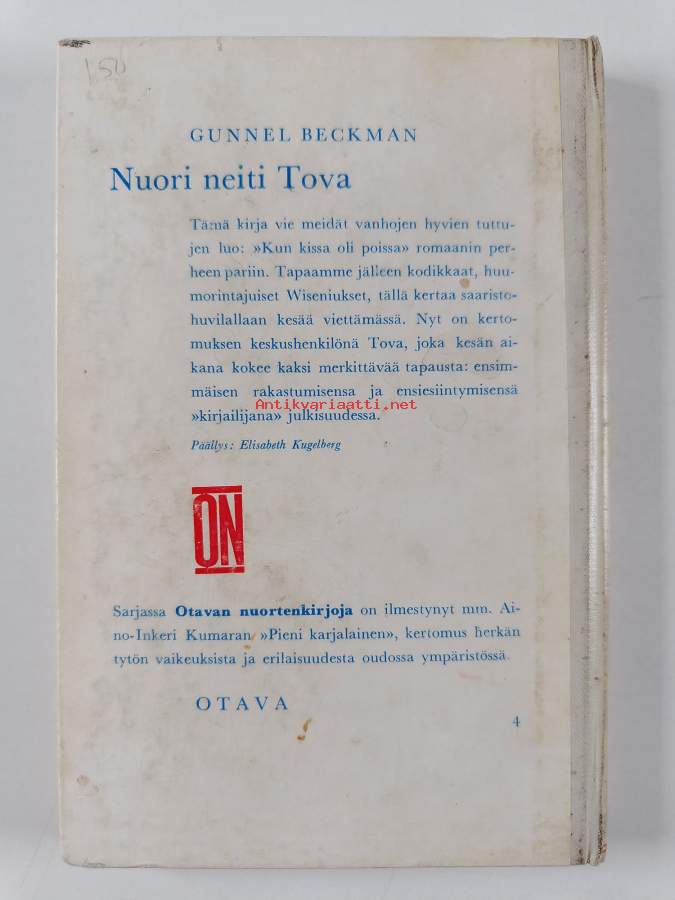 1.50
GUNNEL BECKMAN
Nuori neiti Tova
Tämä kirja vie meidät vanhojen hyvien tuttu-
jen luo: »Kun kissa oli poissa» romaanin per-
heen pariin. Tapaamme jälleen kodikkaat, huu-
morintajuiset Wiseniukset, tällä kertaa saaristo-
huvilallaan kesää viettämässä. Nyt on kerto-
muksen keskushenkilönä Tova, joka kesän ai-
kana kokee kaksi merkittävää tapausta: ensim-
mäisen rakastumisensa ja ensiesiintymisensä
Antikvariaatti.net
»kirjailijana» julkisuudessa.
Päällys: Elisabeth Kugelberg
ON
Sarjassa Otavan nuortenkirjoja on ilmestynyt mm. Ai-
no-Inkeri Kumaran »Pieni karjalainen», kertomus herkän
tytön vaikeuksista ja erilaisuudesta oudossa ympäristössä.
OTAVA
4